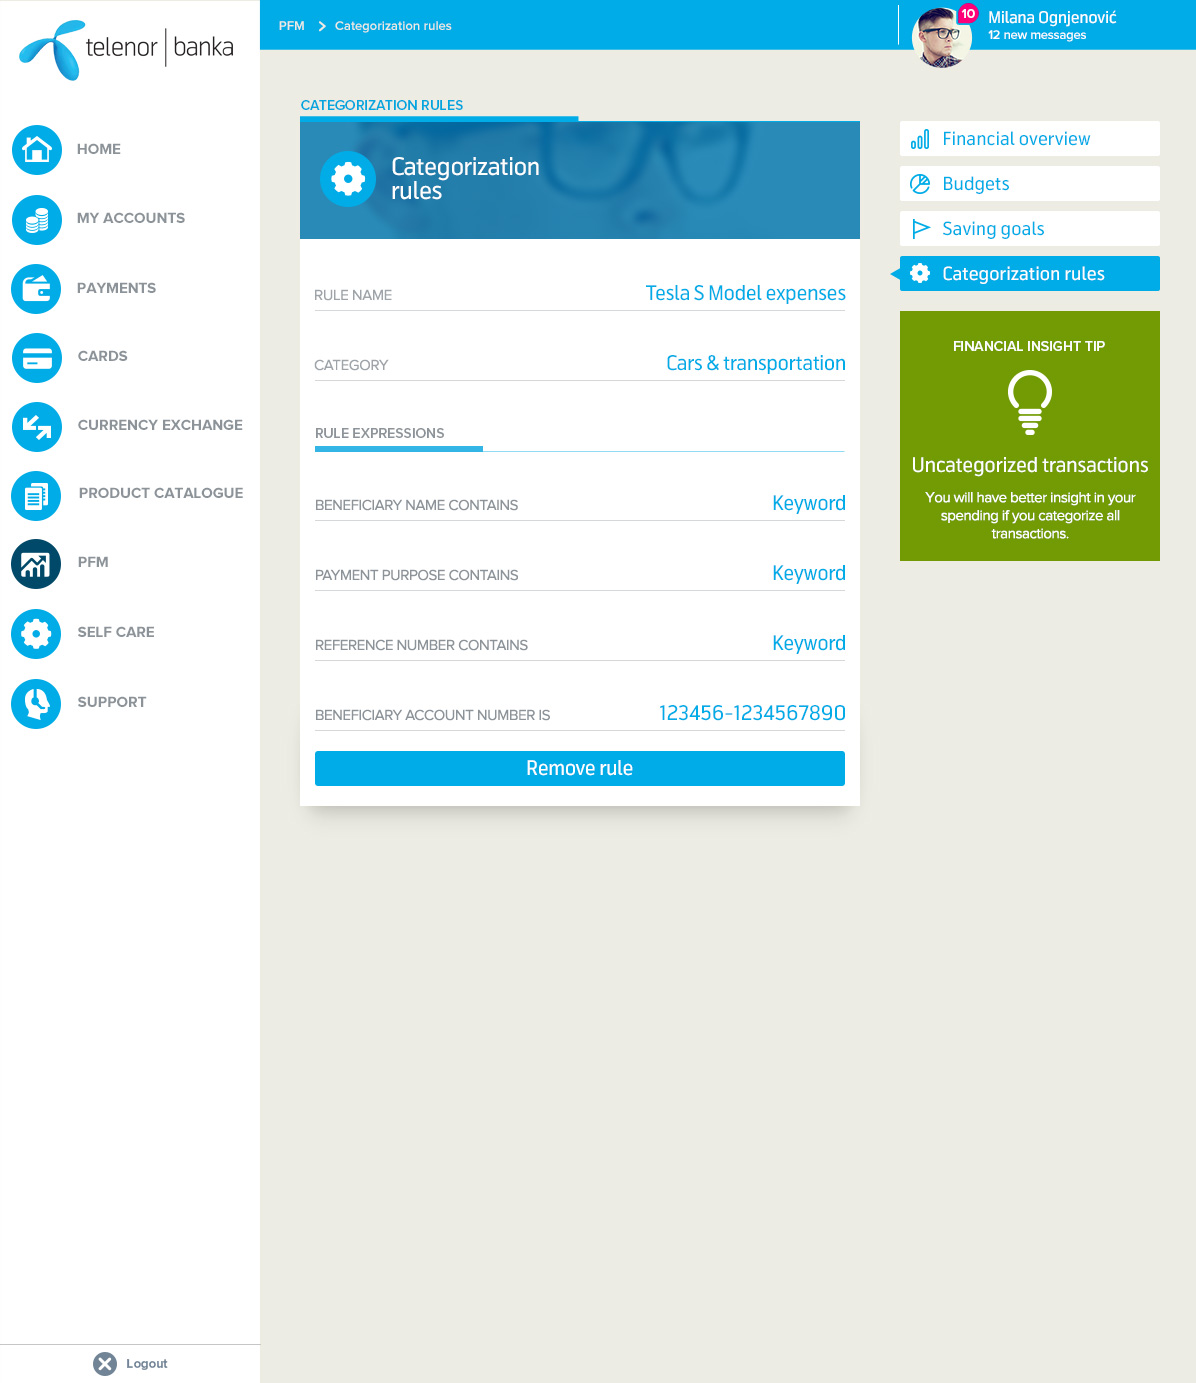 telenor | banka
HOME
MY ACCOUNTS
PAYMENTS
CARDS
CURRENCY EXCHANGE
PRODUCT CATALOGUE
PFM
SELF CARE
SUPPORT
Logout
PFM > Categorization rules
10
Milana Ognjenović
12 new messages
CATEGORIZATION RULES
Categorization
rules
RULE NAME Tesla S Model expenses
CATEGORY Cars & transportation
RULE EXPRESSIONS
BENEFICIARY NAME CONTAINS Keyword
PAYMENT PURPOSE CONTAINS Keyword
REFERENCE NUMBER CONTAINS Keyword
BENEFICIARY ACCOUNT NUMBER IS 123456-1234567890
Remove rule
Financial overview
Budgets
Saving goals
Categorization rules
FINANCIAL INSIGHT TIP
Uncategorized transactions
You will have better insight in your
spending if you categorize all
transactions.